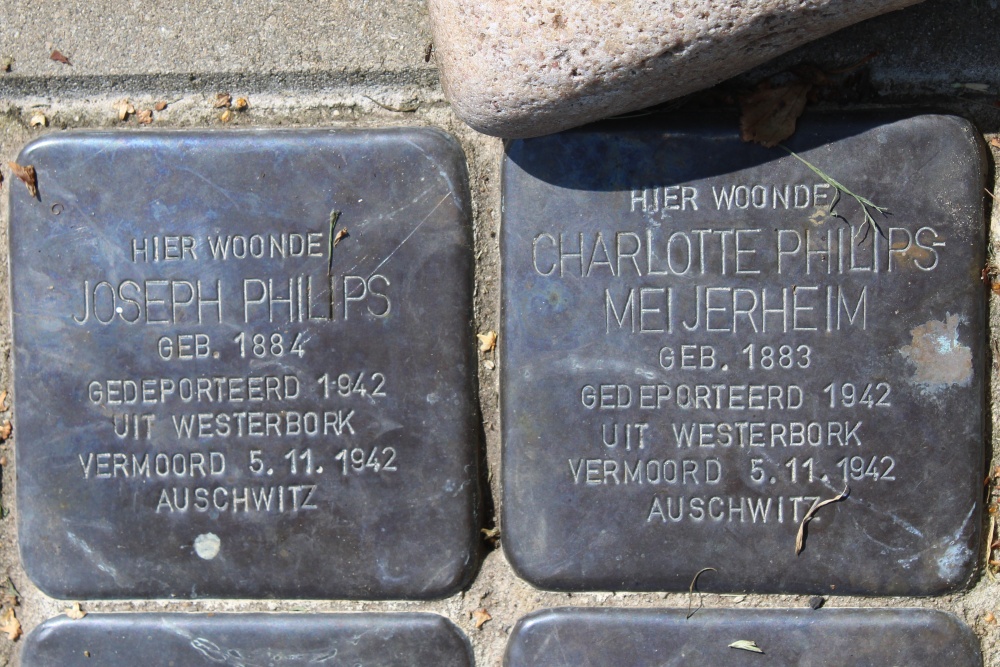 HIER WOONDE
JOSEPH PHILIPS
GEB. 1884
GEDEPORTEERD 1942
UIT WESTERBORK
VERMOORD 5.11.1942
AUSCHWITZ
HIER WOONDE
CHARLOTTE PHILIPS-
MEIJERHEIM
GEB. 1883
GEDEPORTEERD 1942
UIT WESTERBORK
VERMOORD 5.11.1942
AUSCHWITZ